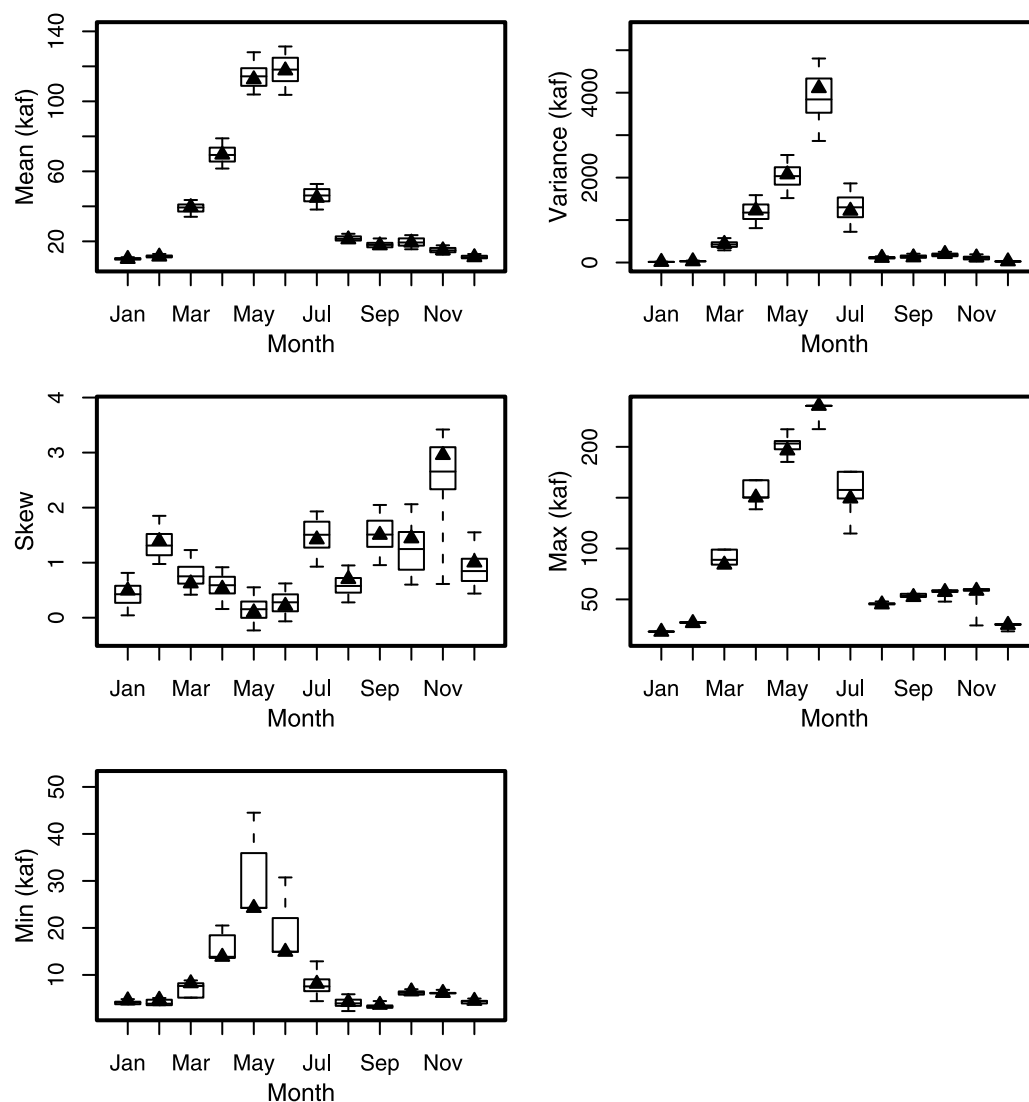 Mean (kaf)
140
100
60
20
Jan Mar May Jul Sep Nov
Month
Variance (kaf)
4000
2000
0
Jan Mar May Jul Sep Nov
Month
Skew
4
3
2
1
0
Jan Mar May Jul Sep Nov
Month
Max (kaf)
200
100
50
Jan Mar May Jul Sep Nov
Month
Min (kaf)
50
40
30
20
10
Jan Mar May Jul Sep Nov
Month